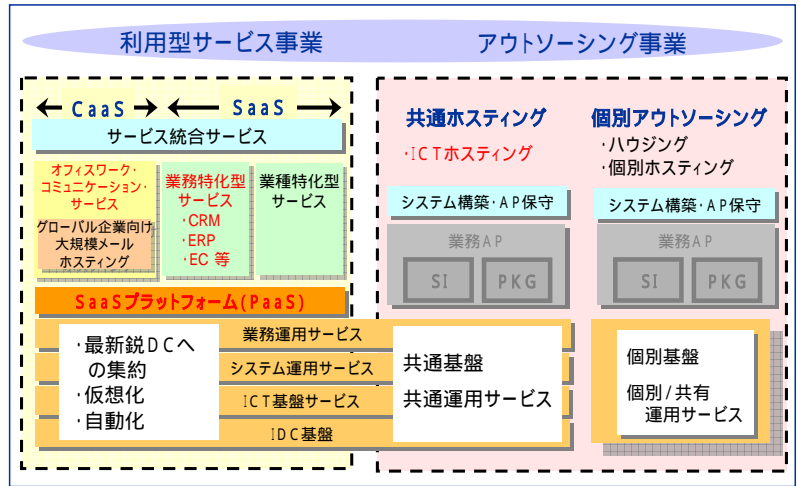 利用型サービス事業
アウトソーシング事業
CaaS
SaaS
サービス統合サービス
オフィスワーク・
コミュニケーション・
サービス
グローバル企業向け
大規模メール
ホスティング
業務特化型
サービス
・CRM
・ERP
・EC 等
業種特化型
サービス
SaaSプラットフォーム(PaaS)
・最新鋭DCへ
の集約
・仮想化
・自動化
業務運用サービス
システム運用サービス
ICT基盤サービス
IDC基盤
共通ホスティング
・ICTホスティング
システム構築・AP保守
業務AP
SI
PKG
共通基盤
共通運用サービス
個別アウトソーシング
・ハウジング
・個別ホスティング
システム構築・AP保守
業務AP
SI
PKG
個別基盤
個別/共有
運用サービス